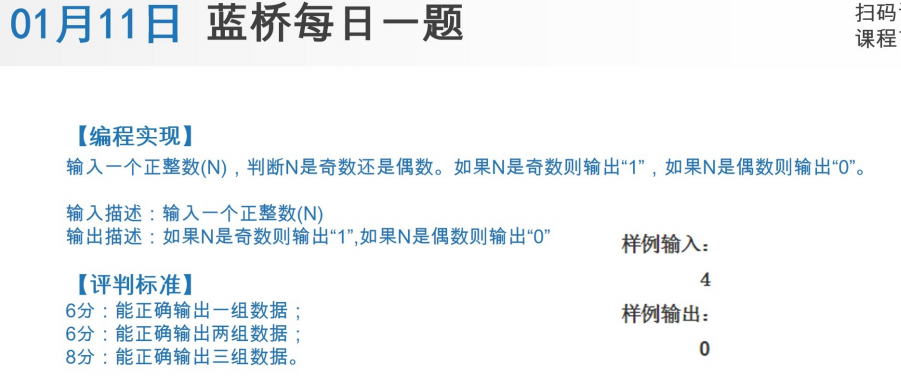 01月11日 蓝桥每日一题
扫码
课程
【编程实现】
输入一个正整数(N)，判断N是奇数还是偶数。如果N是奇数则输出“1”，如果N是偶数则输出“0”。
输入描述：输入一个正整数(N)
输出描述：如果N是奇数则输出“1”,如果N是偶数则输出“0”
样例输入：
4
样例输出：
0
【评判标准】
6分：能正确输出一组数据；
6分：能正确输出两组数据；
8分：能正确输出三组数据。